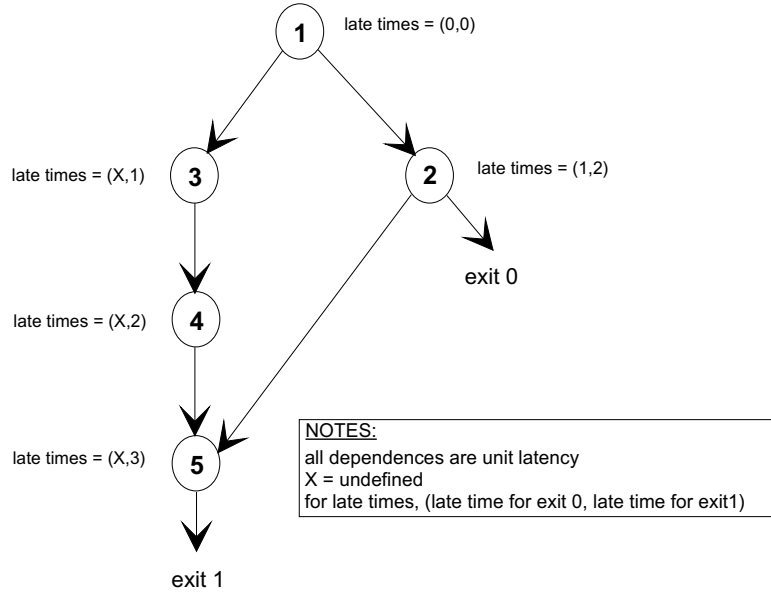 1
late times = (0,0)
late times = (X,1)
3
2
late times = (1,2)
exit 0
late times = (X,2)
4
late times = (X,3)
5
exit 1
NOTES:
all dependences are unit latency
X = undefined
for late times, (late time for exit 0, late time for exit1)